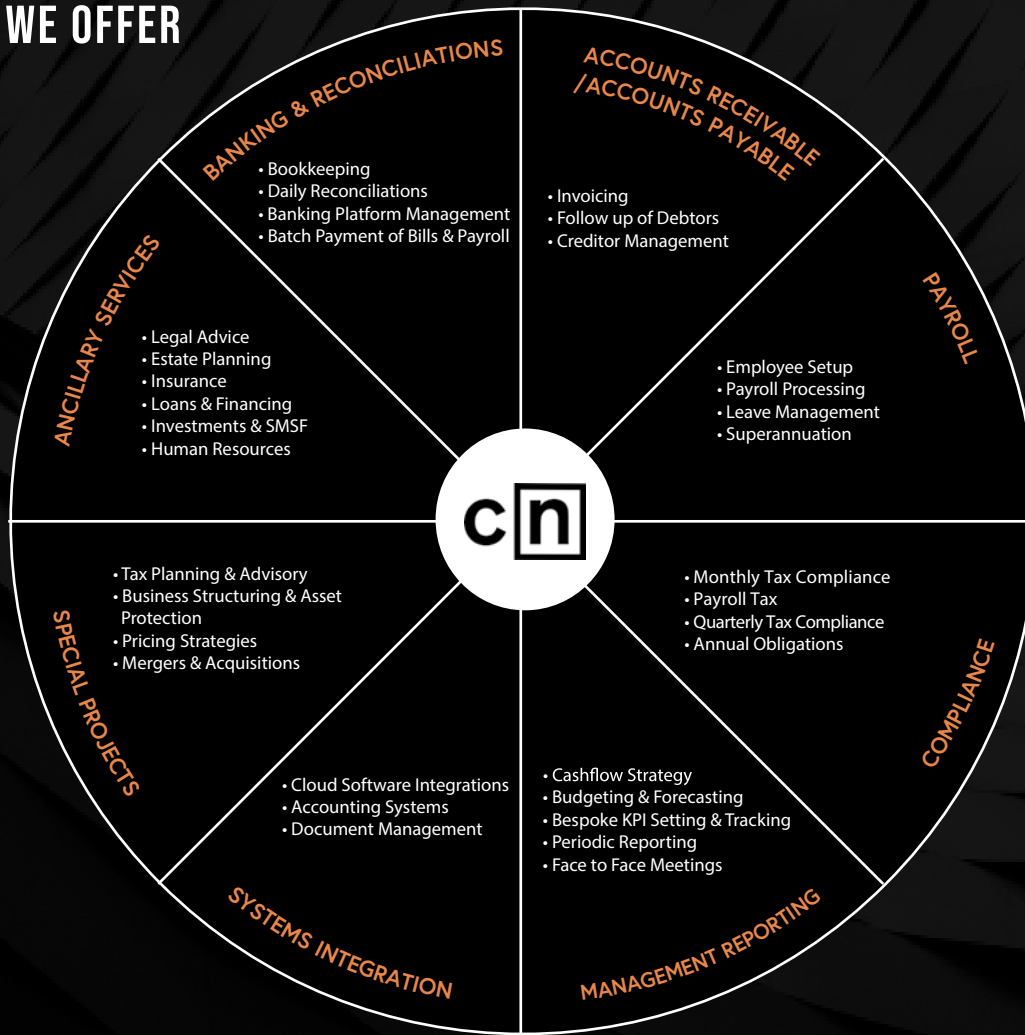 WE OFFER
BANKING & RECONCILIATIONS
• Bookkeeping
• Daily Reconciliations
• Banking Platform Management
• Batch Payment of Bills & Payroll
ACCOUNTS RECEIVABLE
/ACCOUNTS PAYABLE
• Invoicing
• Follow up of Debtors
• Creditor Management
PAYROLL
• Employee Setup
• Payroll Processing
• Leave Management
• Superannuation
COMPLIANCE
• Monthly Tax Compliance
• Payroll Tax
• Quarterly Tax Compliance
• Annual Obligations
MANAGEMENT REPORTING
• Cashflow Strategy
• Budgeting & Forecasting
• Bespoke KPI Setting & Tracking
• Periodic Reporting
• Face to Face Meetings
SYSTEMS INTEGRATION
• Cloud Software Integrations
• Accounting Systems
• Document Management
SPECIAL PROJECTS
• Tax Planning & Advisory
• Business Structuring & Asset
Protection
• Pricing Strategies
• Mergers & Acquisitions
ANCILLARY SERVICES
• Legal Advice
• Estate Planning
• Insurance
• Loans & Financing
• Investments & SMSF
• Human Resources
cn